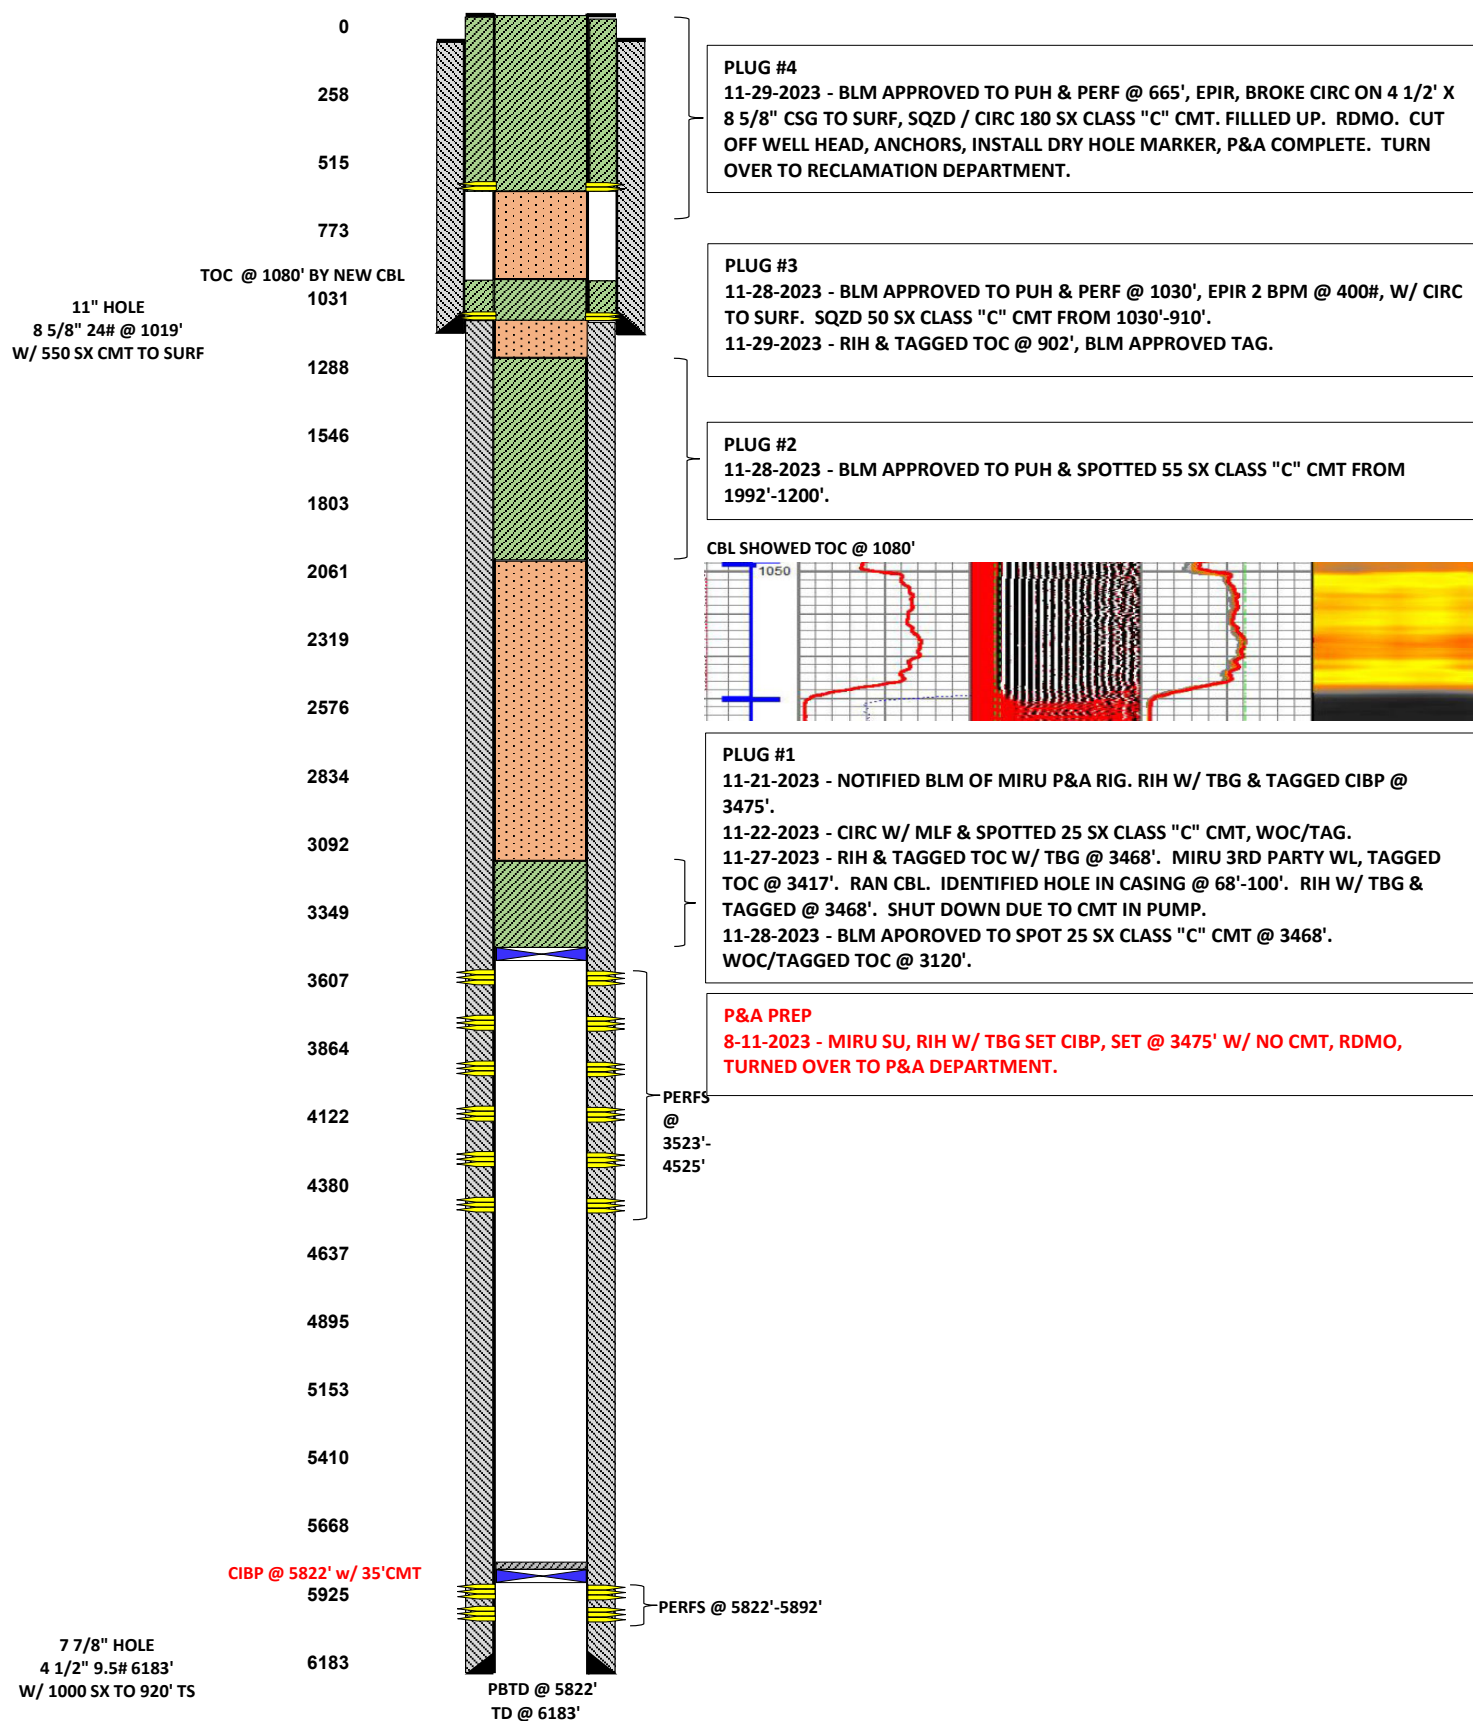 0
258
515
773
TOC @ 1080' BY NEW CBL
1031
11" HOLE
8 5/8" 24# @ 1019'
W/ 550 SX CMT TO SURF
1288
1546
1803
2061
2319
2576
2834
3092
3349
3607
3864
4122
4380
4637
4895
5153
5410
5668
CIBP @ 5822' w/ 35'CMT
5925
6183
7 7/8" HOLE
4 1/2" 9.5# 6183'
W/ 1000 SX TO 920' TS
PBTD @ 5822'
TD @ 6183'
PERFS
@
3523'-
4525'
PERFS @ 5822'-5892'
PLUG #4
11-29-2023 - BLM APPROVED TO PUH & PERF @ 665', EPIR, BROKE CIRC ON 4 1/2' X
8 5/8" CSG TO SURF, SQZD / CIRC 180 SX CLASS "C" CMT. FILLLED UP.  RDMO.  CUT
OFF WELL HEAD, ANCHORS, INSTALL DRY HOLE MARKER, P&A COMPLETE.  TURN
OVER TO RECLAMATION DEPARTMENT.
PLUG #3
11-28-2023 - BLM APPROVED TO PUH & PERF @ 1030', EPIR 2 BPM @ 400#, W/ CIRC
TO SURF.  SQZD 50 SX CLASS "C" CMT FROM 1030'-910'.
11-29-2023 - RIH & TAGGED TOC @ 902', BLM APPROVED TAG.
PLUG #2
11-28-2023 - BLM APPROVED TO PUH & SPOTTED 55 SX CLASS "C" CMT FROM
1992'-1200'.
CBL SHOWED TOC @ 1080'
1050
PLUG #1
11-21-2023 - NOTIFIED BLM OF MIRU P&A RIG. RIH W/ TBG & TAGGED CIBP @
3475'.
11-22-2023 - CIRC W/ MLF & SPOTTED 25 SX CLASS "C" CMT, WOC/TAG.
11-27-2023 - RIH & TAGGED TOC W/ TBG @ 3468'.  MIRU 3RD PARTY WL, TAGGED
TOC @ 3417'.  RAN CBL.  IDENTIFIED HOLE IN CASING @ 68'-100'.  RIH W/ TBG &
TAGGED @ 3468'.  SHUT DOWN DUE TO CMT IN PUMP.
11-28-2023 - BLM APOROVED TO SPOT 25 SX CLASS "C" CMT @ 3468'.
WOC/TAGGED TOC @ 3120'.
P&A PREP
8-11-2023 - MIRU SU, RIH W/ TBG SET CIBP, SET @ 3475' W/ NO CMT, RDMO,
TURNED OVER TO P&A DEPARTMENT.